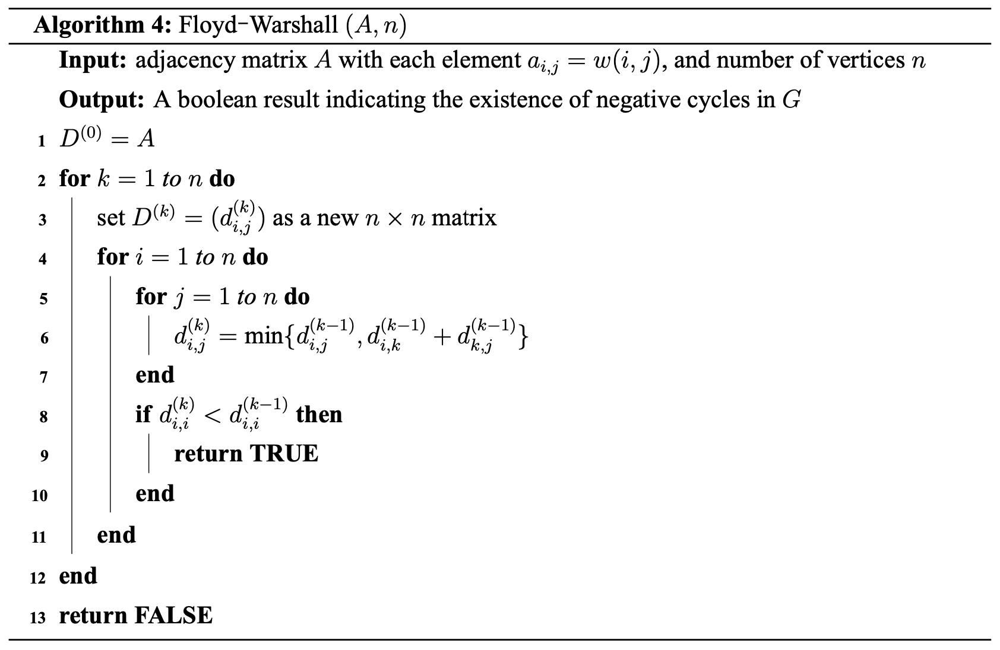 Algorithm 4: Floyd–Warshall (A, n)
Input: adjacency matrix A with each element a_{i,j} = w(i, j), and number of vertices n
Output: A boolean result indicating the existence of negative cycles in G
1 D^{(0)} = A
2 for k = 1 to n do
3 set D^{(k)} = (d_{i,j}^{(k)}) as a new n × n matrix
4 for i = 1 to n do
5 for j = 1 to n do
6 d_{i,j}^{(k)} = min{d_{i,j}^{(k−1)}, d_{i,k}^{(k−1)} + d_{k,j}^{(k−1)}}
7 end
8 if d_{i,i}^{(k)} < d_{i,i}^{(k−1)} then
9 return TRUE
10 end
11 end
12 end
13 return FALSE